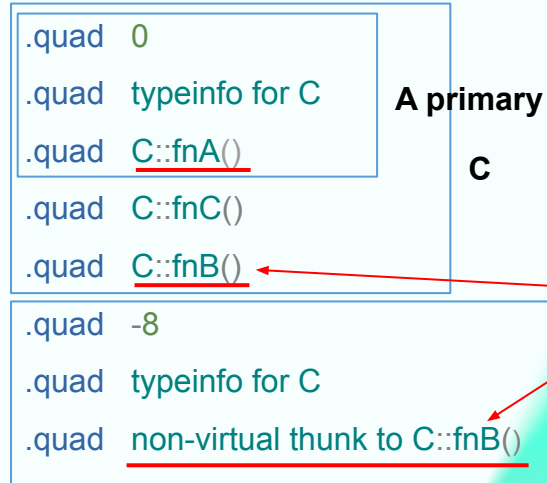 .quad 0
.quad typeinfo for C
A primary
.quad C::fnA()
C
.quad C::fnC()
.quad C::fnB()
.quad -8
.quad typeinfo for C
.quad non-virtual thunk to C::fnB()